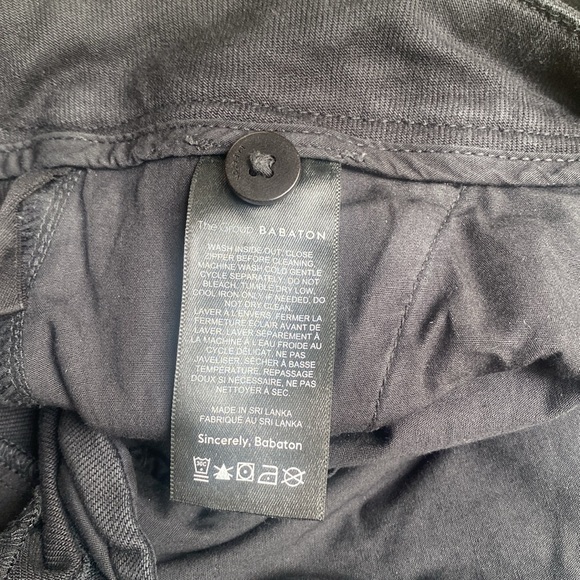 The Group BABATON
WASH INSIDE OUT. CLOSE
ZIPPER BEFORE CLEANING.
MACHINE WASH COLD GENTLE
CYCLE SEPARATELY. DO NOT
BLEACH. TUMBLE DRY LOW.
COOL IRON ONLY IF NEEDED. DO
NOT DRY CLEAN.
LAVER À L'ENVERS. FERMER LA
FERMETURE ÉCLAIR AVANT DE
LAVER. LAVER SÉPARÉMENT À
LA MACHINE À L'EAU FROIDE AU
CYCLE DÉLICAT. NE PAS
JAVELISER. SÉCHER À BASSE
TEMPÉRATURE. REPASSAGE
DOUX SI NÉCESSAIRE. NE PAS
NETTOYER À SEC.
MADE IN SRI LANKA
FABRIQUÉ AU SRI LANKA
Sincerely, Babaton